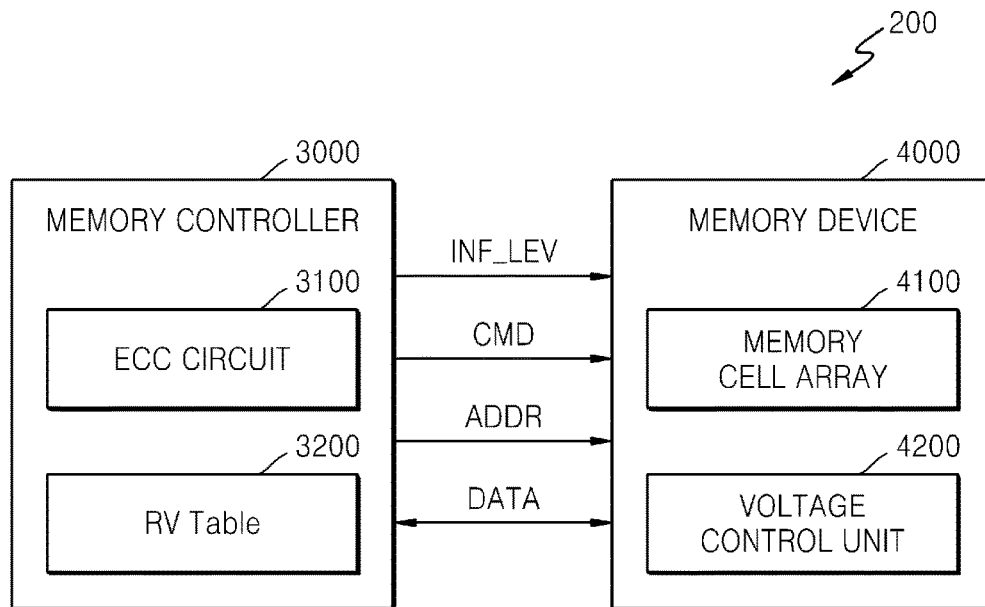 200
3000
4000
MEMORY CONTROLLER
MEMORY DEVICE
INF_LEV
3100
4100
ECC CIRCUIT
CMD
MEMORY
CELL ARRAY
ADDR
3200
4200
RV Table
DATA
VOLTAGE
CONTROL UNIT